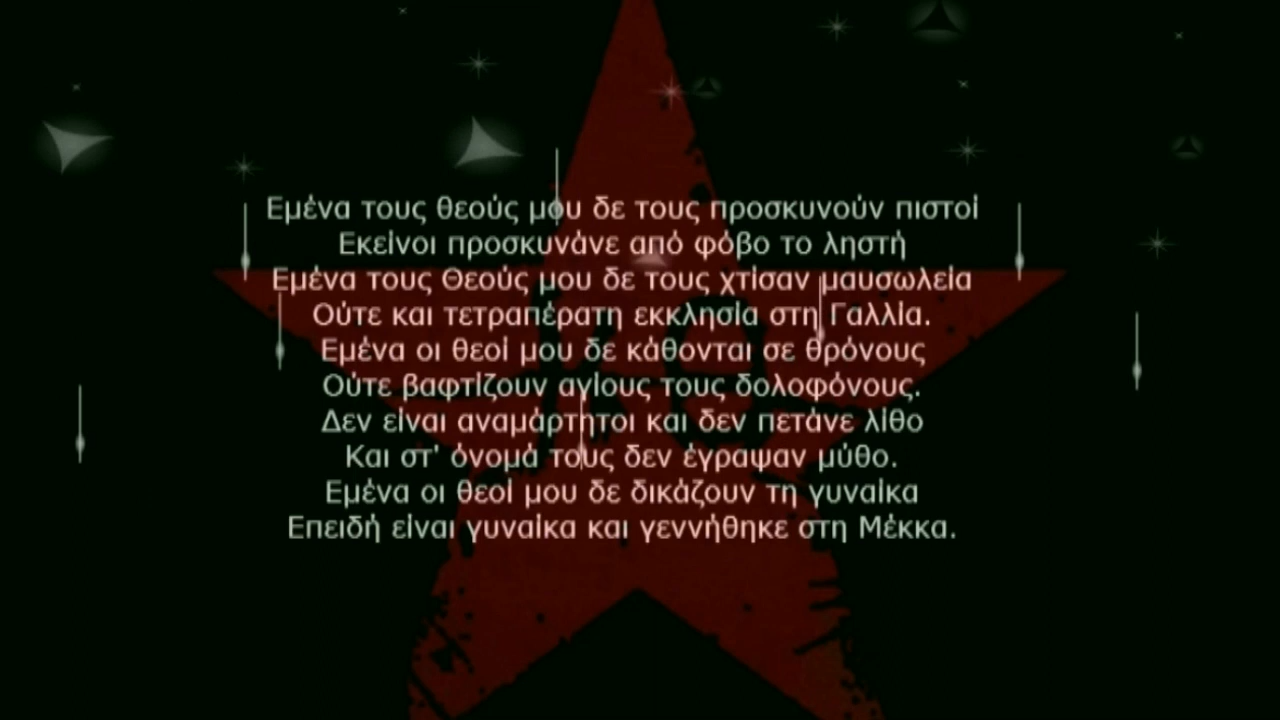 Εμένα τους θεούς μου δε τους προσκυνούν πιστοί
Εκείνοι προσκυνάνε από φόβο το ληστή
Εμένα τους Θεούς μου δε τους χτίσαν μαυσωλεία
Ούτε και τετραπέρατη εκκλησία στη Γαλλία.
Εμένα οι θεοί μου δε κάθονται σε θρόνους
Ούτε βαφτίζουν αγίους τους δολοφόνους.
Δεν είναι αναμάρτητοι και δεν πετάνε λίθο
Και στ' όνομά τους δεν έγραψαν μύθο.
Εμένα οι θεοί μου δε δικάζουν τη γυναίκα
Επειδή είναι γυναίκα και γεννήθηκε στη Μέκκα.